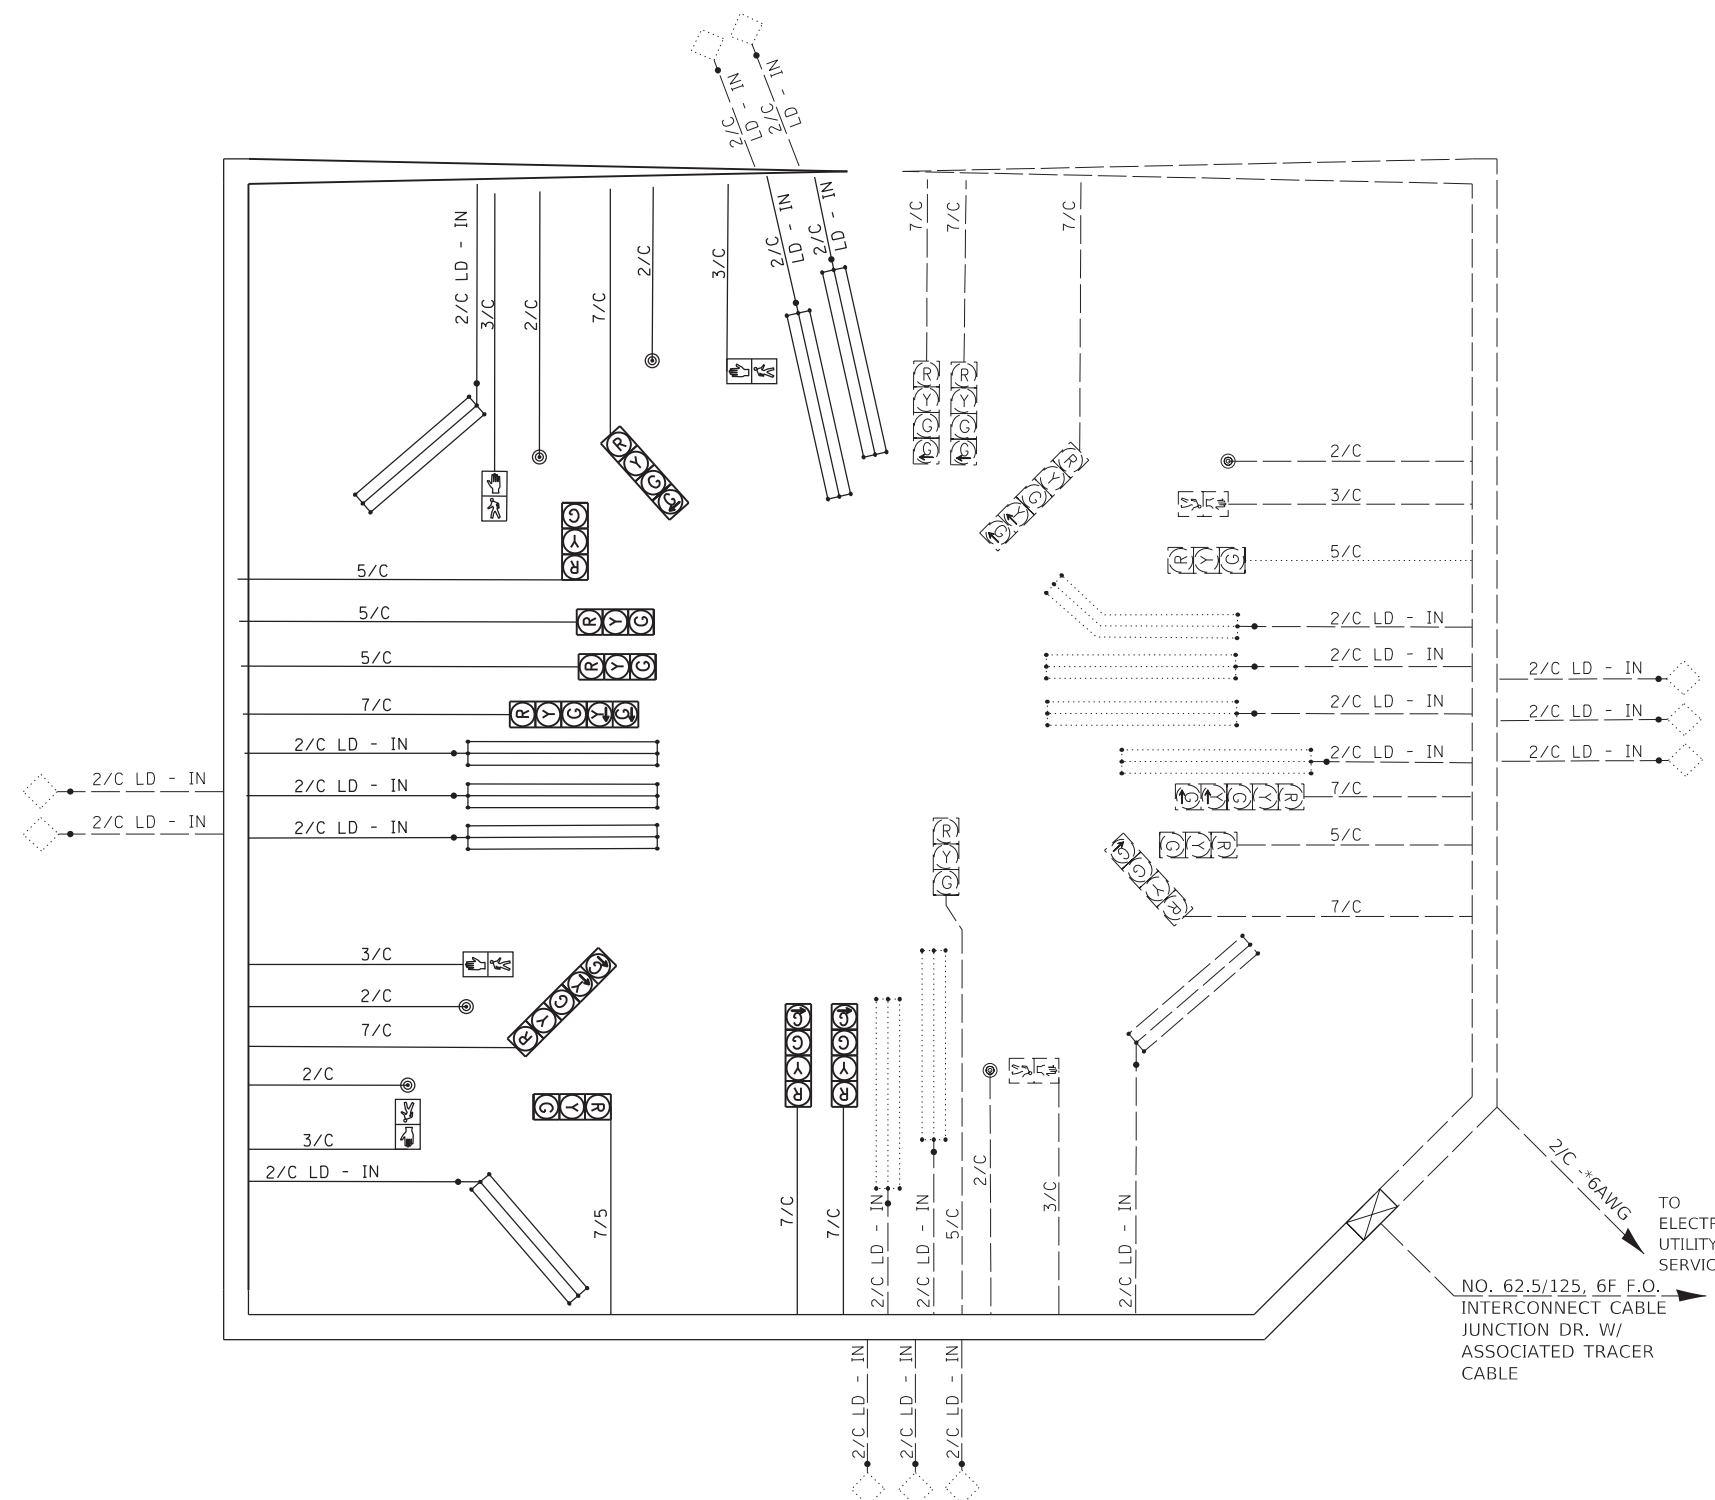 2/C
LD - IN
2/C
LD - IN
2/C LD - IN
3/C
2/C
7/C
2/C
3/C
2/C
LD - IN
2/C
LD - IN
7/C
7/C
7/C
R
Y
G
G
R
Y
G
G
R Y G Y G
R Y G G
G
Y
R
2/C
3/C
5/C
R Y G
5/C
5/C
R Y G
5/C
R Y G
7/C
R Y G Y G
2/C LD - IN
2/C LD - IN
2/C LD - IN
2/C LD - IN
2/C LD - IN
2/C LD - IN
2/C LD - IN
2/C LD - IN
2/C LD - IN
2/C LD - IN
2/C LD - IN
2/C LD - IN
G Y G Y R
7/C
G Y R
5/C
G G Y R
7/C
R
Y
G
3/C
2/C
7/C
R Y G Y G
2/C
3/C
2/C LD - IN
G Y R
7/5
G
G
Y
R
G
G
Y
R
7/C
7/C
2/C LD - IN
2/C LD - IN
5/C
2/C
3/C
2/C LD - IN
2/C -*6AWG
TO
ELECTR
UTILITY
SERVIC
NO. 62.5/125, 6F F.O.
INTERCONNECT CABLE
JUNCTION DR. W/
ASSOCIATED TRACER
CABLE
2/C LD - IN
2/C LD - IN
2/C LD - IN